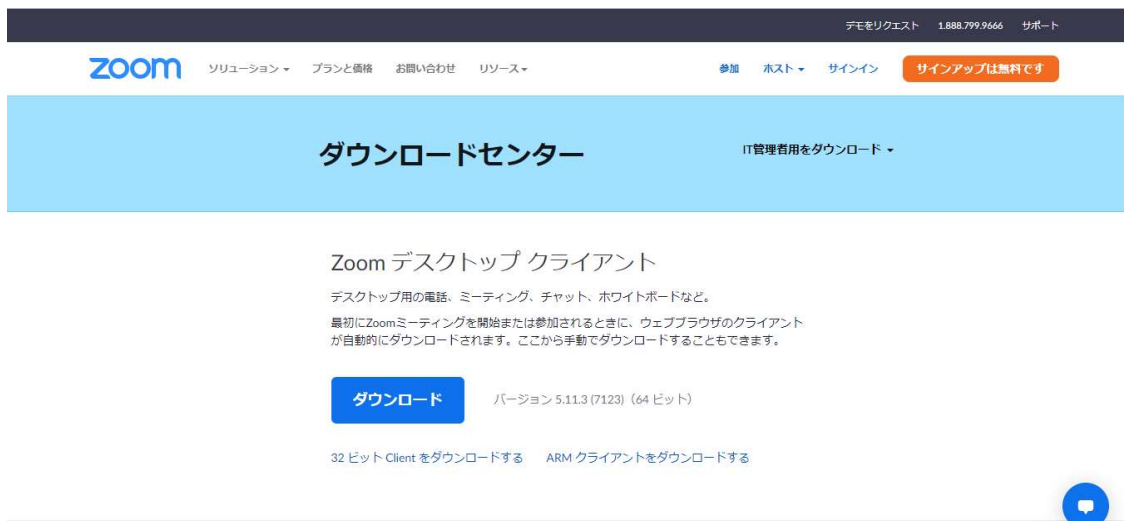 デモをリクエスト 1.888.799.9666 サポート
zoom ソリューション プランと価格 お問い合わせ リソース 参加 ホスト サインイン サインアップは無料です
ダウンロードセンター IT管理者用をダウンロード
Zoom デスクトップ クライアント
デスクトップ用の電話、ミーティング、チャット、ホワイトボードなど。
最初にZoomミーティングを開始または参加されるときに、ウェブブラウザのクライアント
が自動的にダウンロードされます。ここから手動でダウンロードすることもできます。
ダウンロード バージョン 5.11.3 (7123)（64 ビット）
32 ビット Client をダウンロードする ARM クライアントをダウンロードする